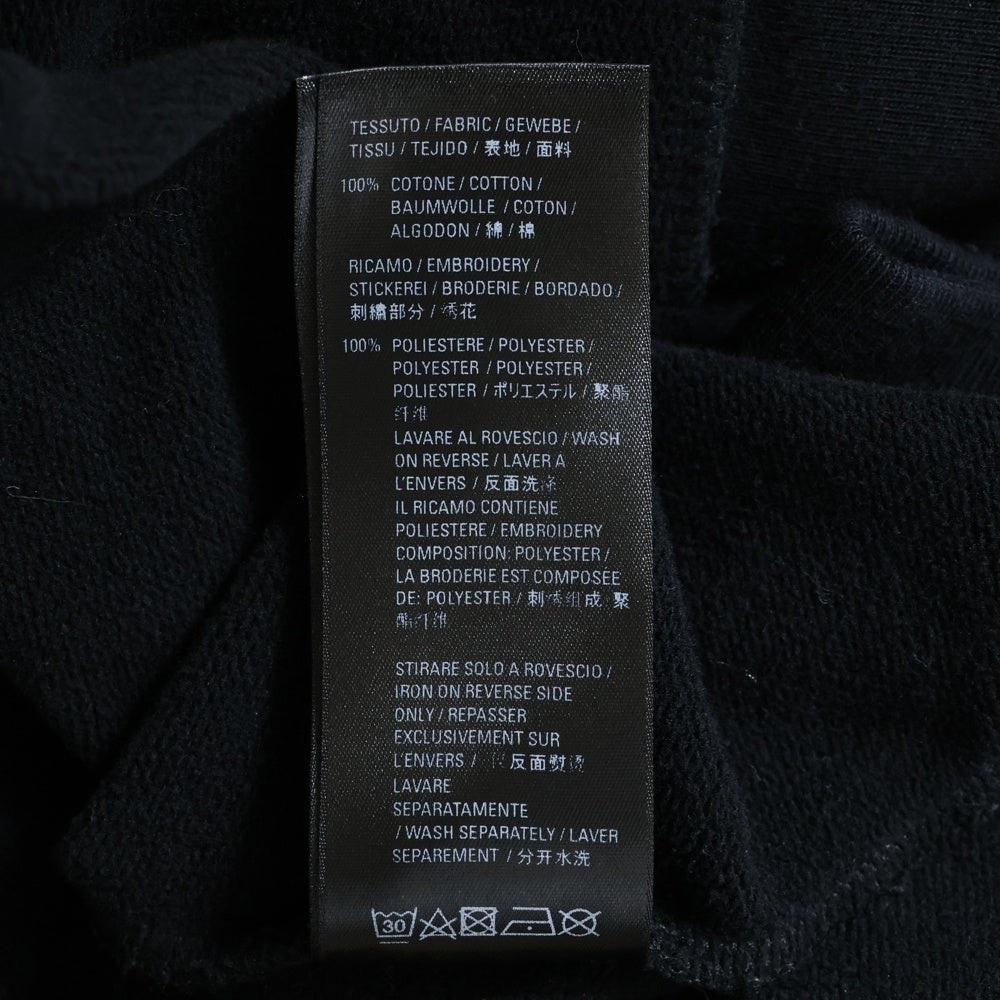 TESSUTO / FABRIC / GEWEBE /
TISSU / TEJIDO / 表地 / 面料
100% COTONE / COTTON /
BAUMWOLLE / COTON /
ALGODON / 綿 / 棉
RICAMO / EMBROIDERY /
STICKEREI / BRODERIE / BORDADO /
刺繍部分 / 绣花
100% POLIESTERE / POLYESTER /
POLYESTER / POLYESTER /
POLIESTER / ポリエステル / 聚酯
纤维
LAVARE AL ROVESCIO / WASH
ON REVERSE / LAVER A
L'ENVERS / 反面洗涤
IL RICAMO CONTIENE
POLIESTERE / EMBROIDERY
COMPOSITION: POLYESTER /
LA BRODERIE EST COMPOSÉE
DE: POLYESTER / 刺绣组成: 聚
酯纤维
STIRARE SOLO A ROVESCIO /
IRON ON REVERSE SIDE
ONLY / REPASSER
EXCLUSIVEMENT SUR
L'ENVERS / 反面熨烫
LAVARE
SEPARATAMENTE
/ WASH SEPARATELY / LAVER
SEPAREMENT / 分开水洗
30